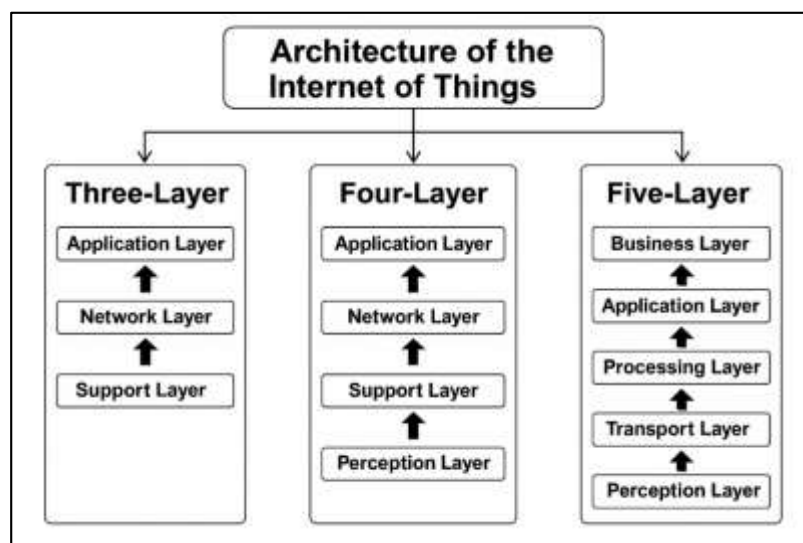 Architecture of the
Internet of Things
Three-Layer
Application Layer
Network Layer
Support Layer
Four-Layer
Application Layer
Network Layer
Support Layer
Perception Layer
Five-Layer
Business Layer
Application Layer
Processing Layer
Transport Layer
Perception Layer